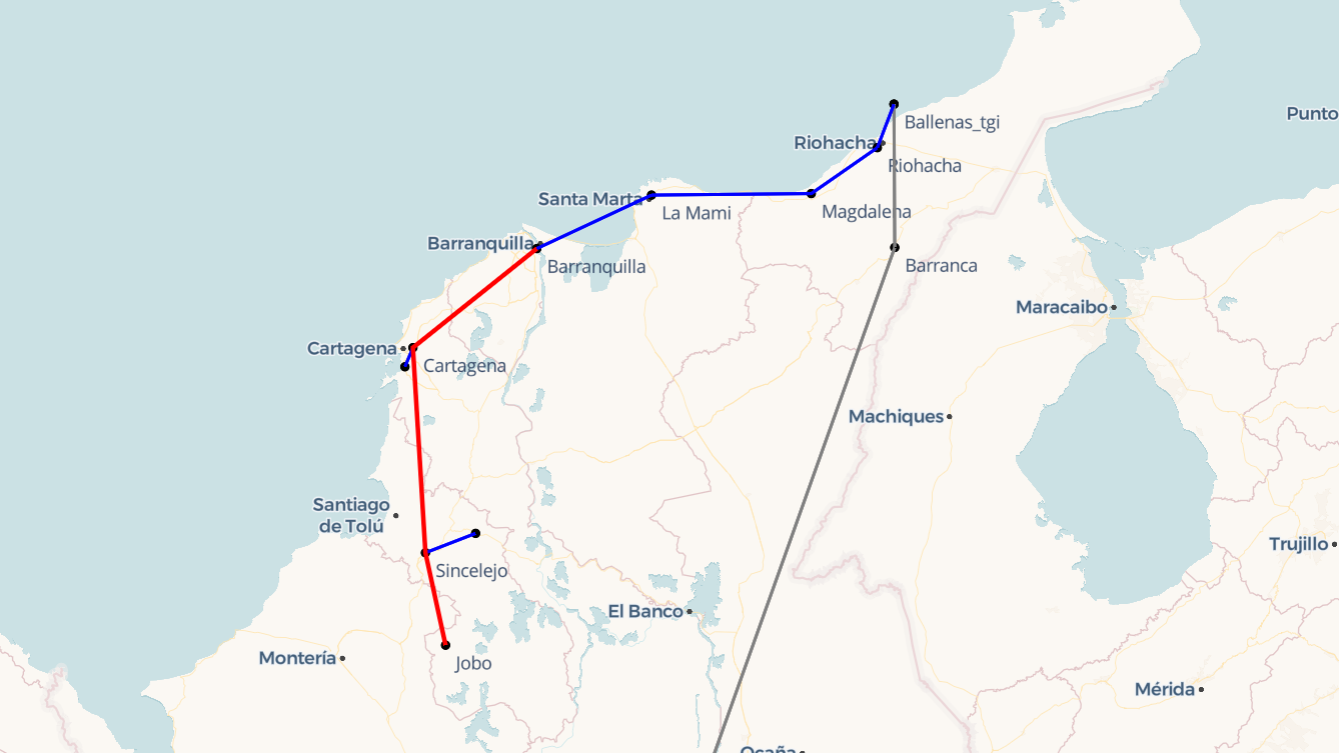 Punto
Ballenas_tgi
Riohacha
Riohacha
Santa Marta
La Mami
Magdalena
Barranquilla
Barranquilla
Barranca
Maracaibo
Cartagena
Cartagena
Machiques
Santiago
de Tolú
Trujillo
Sincelejo
El Banco
Montería
Jobo
Mérida
Ocaña